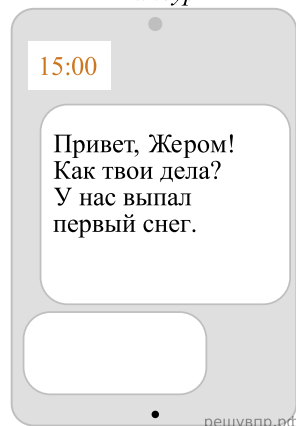 15:00
Привет, Жером!
Как твои дела?
У нас выпал
первый снег.
решувпр.рф